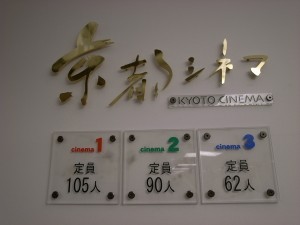 京都シネマ
KYOTO CINEMA
cinema 1
定員
105人
cinema 2
定員
90人
cinema 3
定員
62人